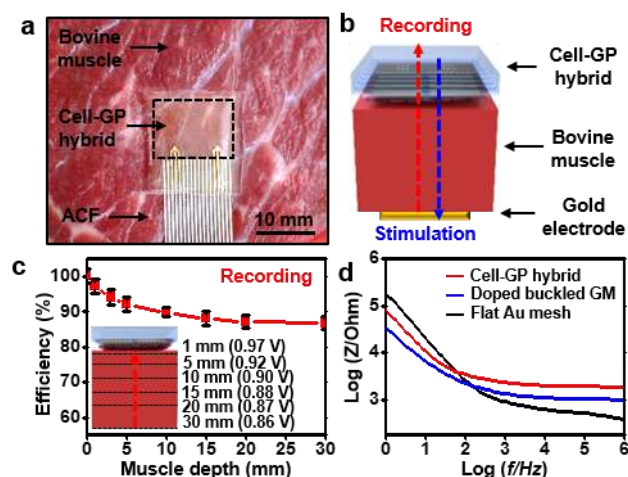 a
Bovine
muscle
Cell-GP
hybrid
ACF
10 mm
b
Recording
Cell-GP
hybrid
Bovine
muscle
Gold
electrode
Stimulation
c
Recording
Efficiency (%)
100
90
80
70
60
1 mm (0.97 V)
5 mm (0.92 V)
10 mm (0.90 V)
15 mm (0.88 V)
20 mm (0.87 V)
30 mm (0.86 V)
0 5 10 15 20 25 30
Muscle depth (mm)
d
Cell-GP hybrid
Doped buckled GM
Flat Au mesh
Log (Z/Ohm)
6
5
4
3
0 1 2 3 4 5 6
Log (f/Hz)